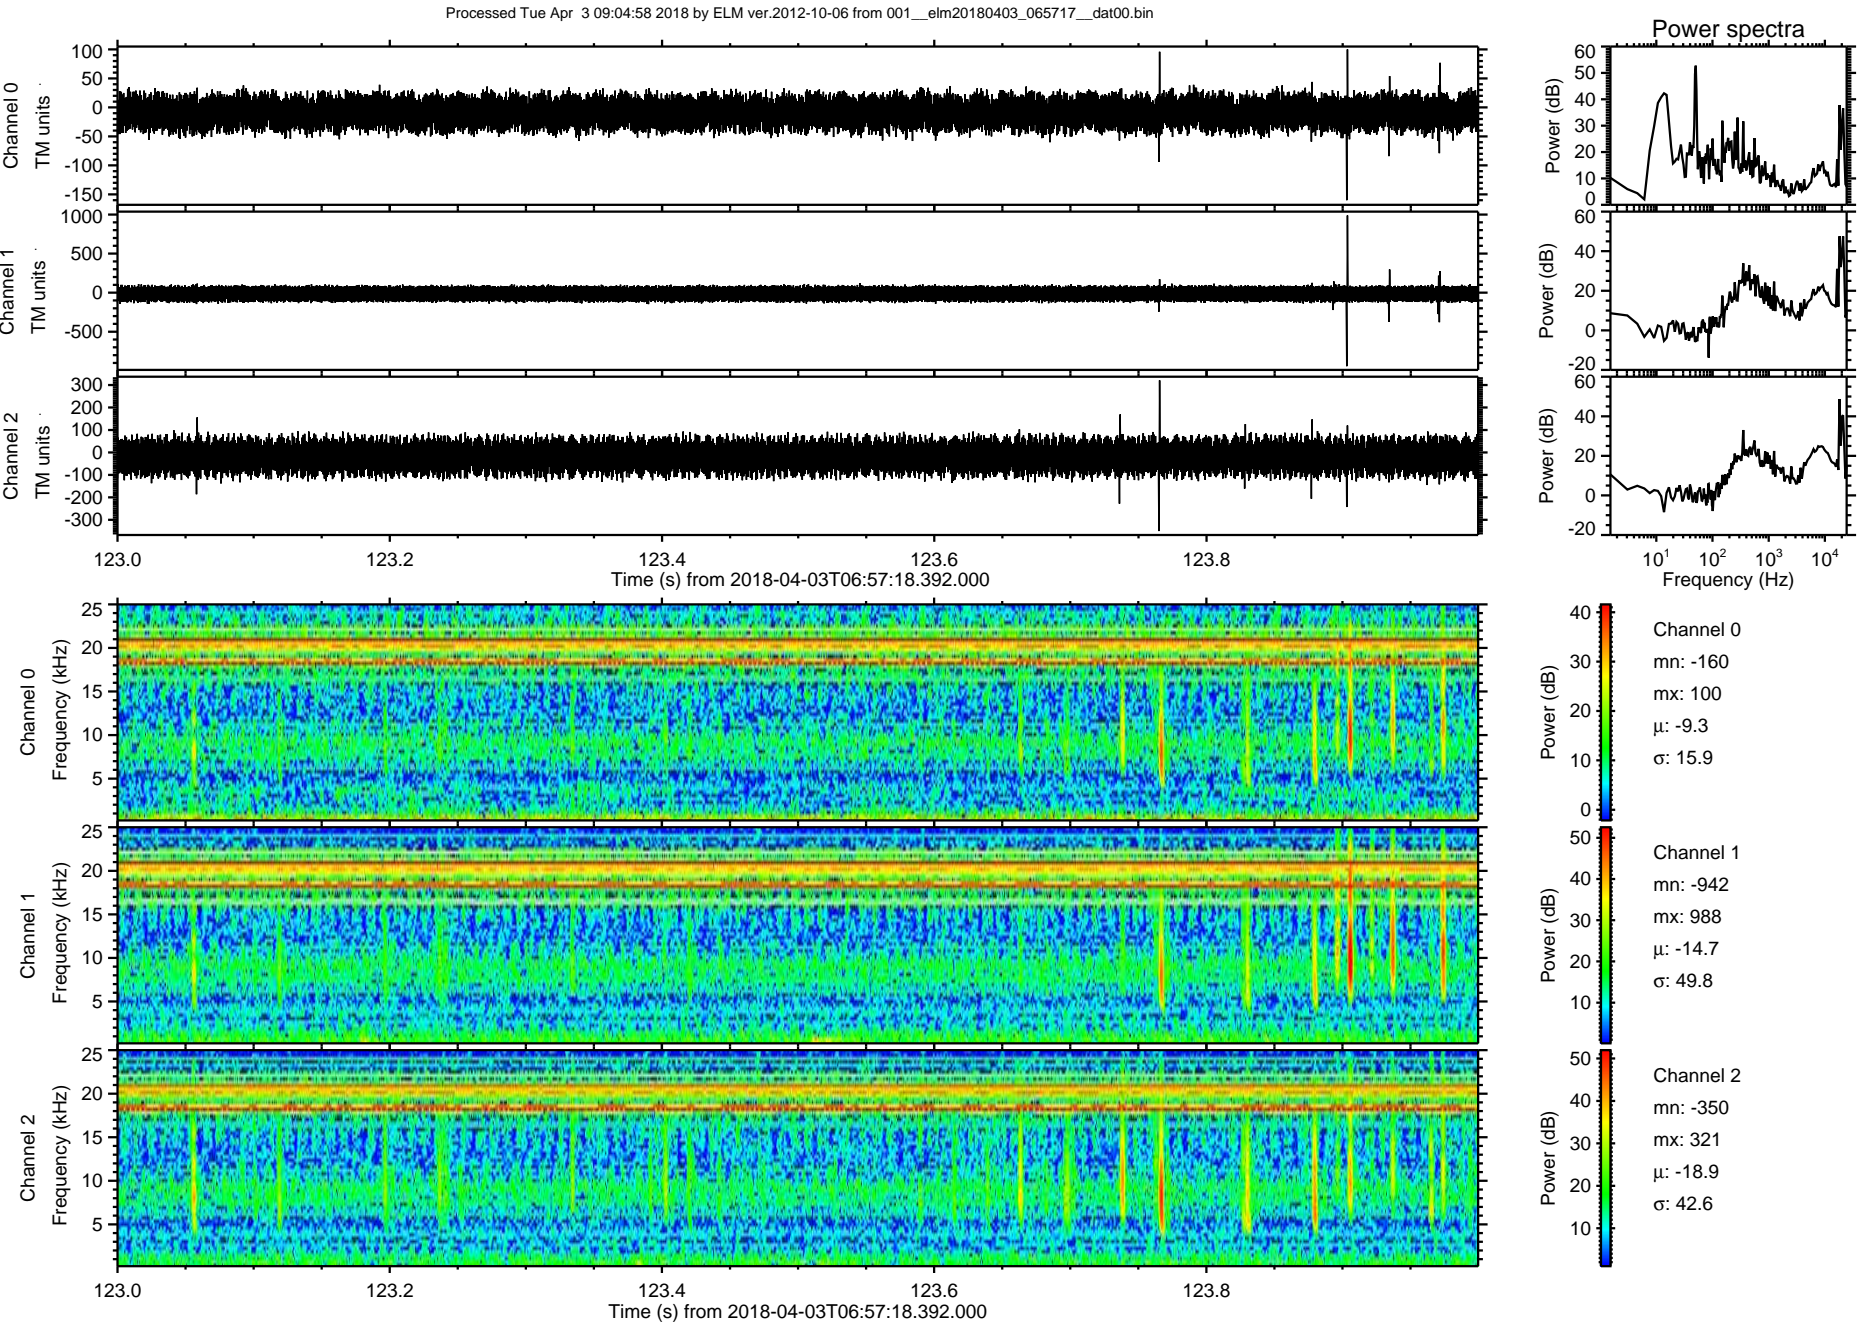 Processed Tue Apr  3 09:04:58 2018 by ELM ver.2012-10-06 from 001__elm20180403_065717__dat00.bin
Power spectra
Channel 0
TM units
100
50
0
-50
-100
-150
Power (dB)
60
50
40
30
20
10
0
Channel 1
TM units
1000
500
0
-500
Power (dB)
60
40
20
0
-20
Channel 2
TM units
300
200
100
0
-100
-200
-300
Power (dB)
60
40
20
0
-20
123.0 123.2 123.4 123.6 123.8
Time (s) from 2018-04-03T06:57:18.392.000
10^1 10^2 10^3 10^4
Frequency (Hz)
Channel 0
Frequency (kHz)
25
20
15
10
5
Power (dB)
40
30
20
10
0
Channel 0
mn: -160
mx: 100
μ: -9.3
σ: 15.9
Channel 1
Frequency (kHz)
25
20
15
10
5
Power (dB)
50
40
30
20
10
Channel 1
mn: -942
mx: 988
μ: -14.7
σ: 49.8
Channel 2
Frequency (kHz)
25
20
15
10
5
Power (dB)
50
40
30
20
10
Channel 2
mn: -350
mx: 321
μ: -18.9
σ: 42.6
123.0 123.2 123.4 123.6 123.8
Time (s) from 2018-04-03T06:57:18.392.000